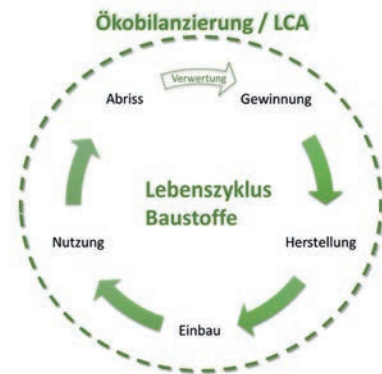 Ökobilanzierung / LCA
Verwertung
Abriss
Gewinnung
Lebenszyklus
Baustoffe
Nutzung
Herstellung
Einbau